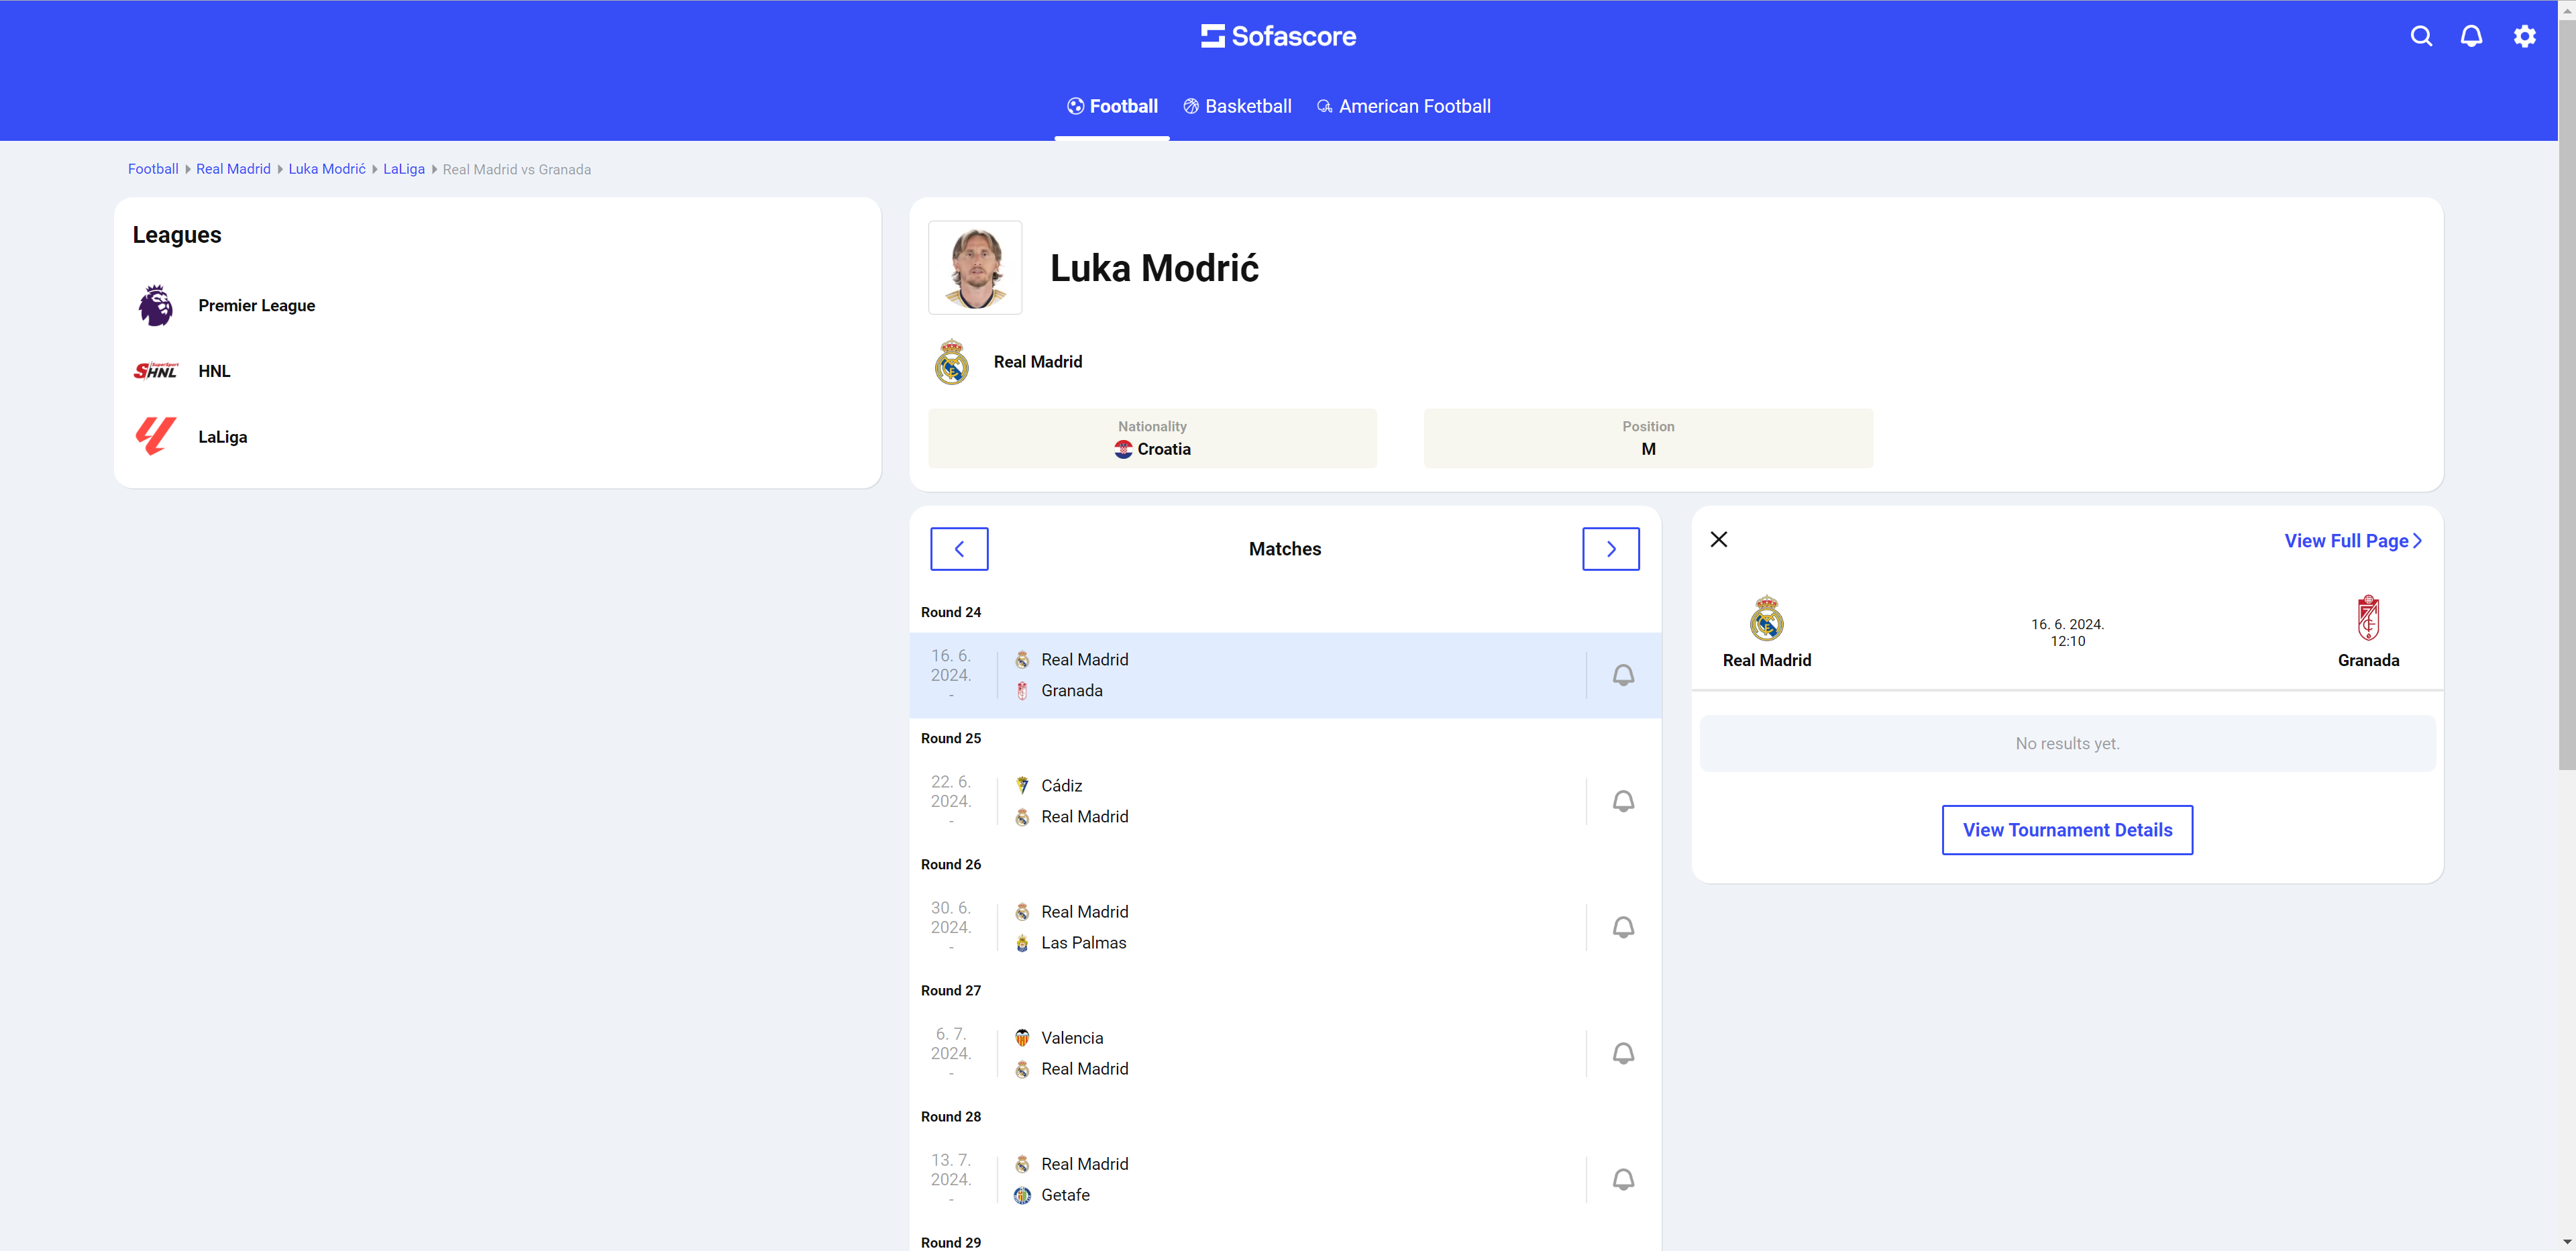 Sofascore
Football
Basketball
American Football
Football Real Madrid Luka Modrić LaLiga Real Madrid vs Granada
Leagues
Premier League
SuperSport
SHNL
HNL
LaLiga
Luka Modrić
Real Madrid
Nationality
Croatia
Position
M
Matches
Round 24
16. 6.
2024.
-
Real Madrid
Granada
Round 25
22. 6.
2024.
-
Cádiz
Real Madrid
Round 26
30. 6.
2024.
-
Real Madrid
Las Palmas
Round 27
6. 7.
2024.
-
Valencia
Real Madrid
Round 28
13. 7.
2024.
-
Real Madrid
Getafe
Round 29
View Full Page
Real Madrid
16. 6. 2024.
12:10
Granada
No results yet.
View Tournament Details